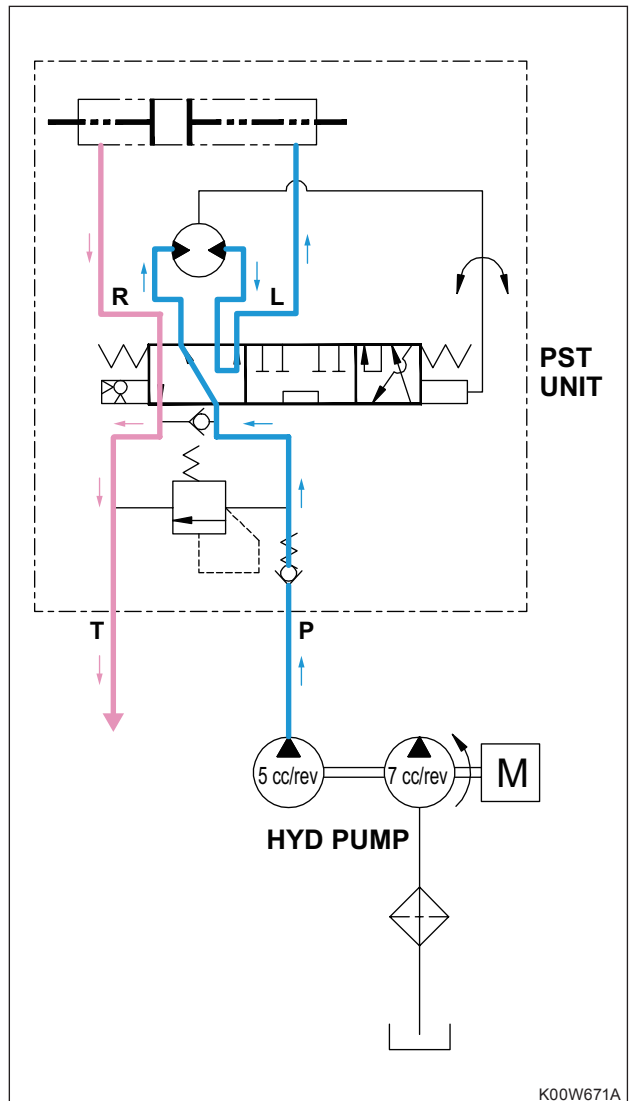 R
L
PST
UNIT
T
P
5 cc/rev
7 cc/rev
M
HYD PUMP
K00W671A